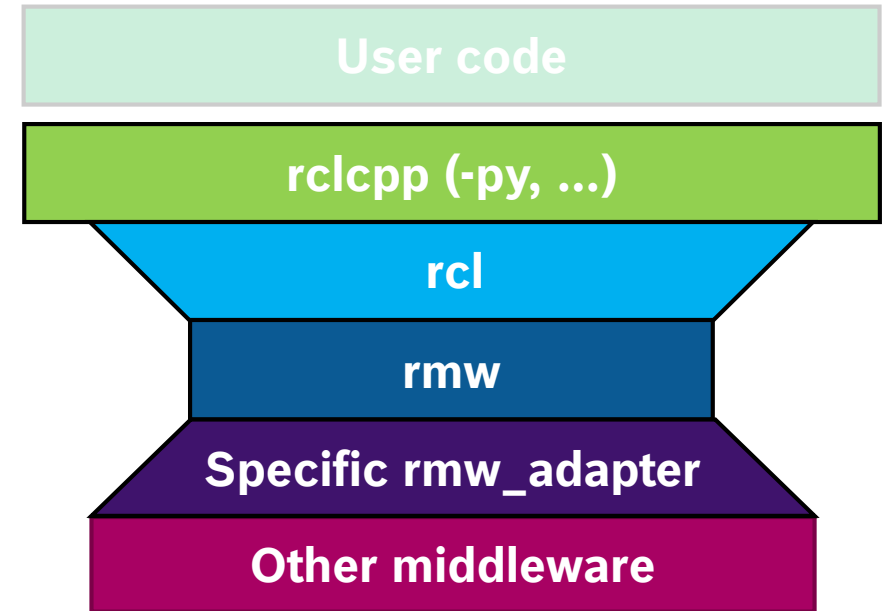 User code
rclcpp (-py, ...)
rcl
rmw
Specific rmw_adapter
Other middleware